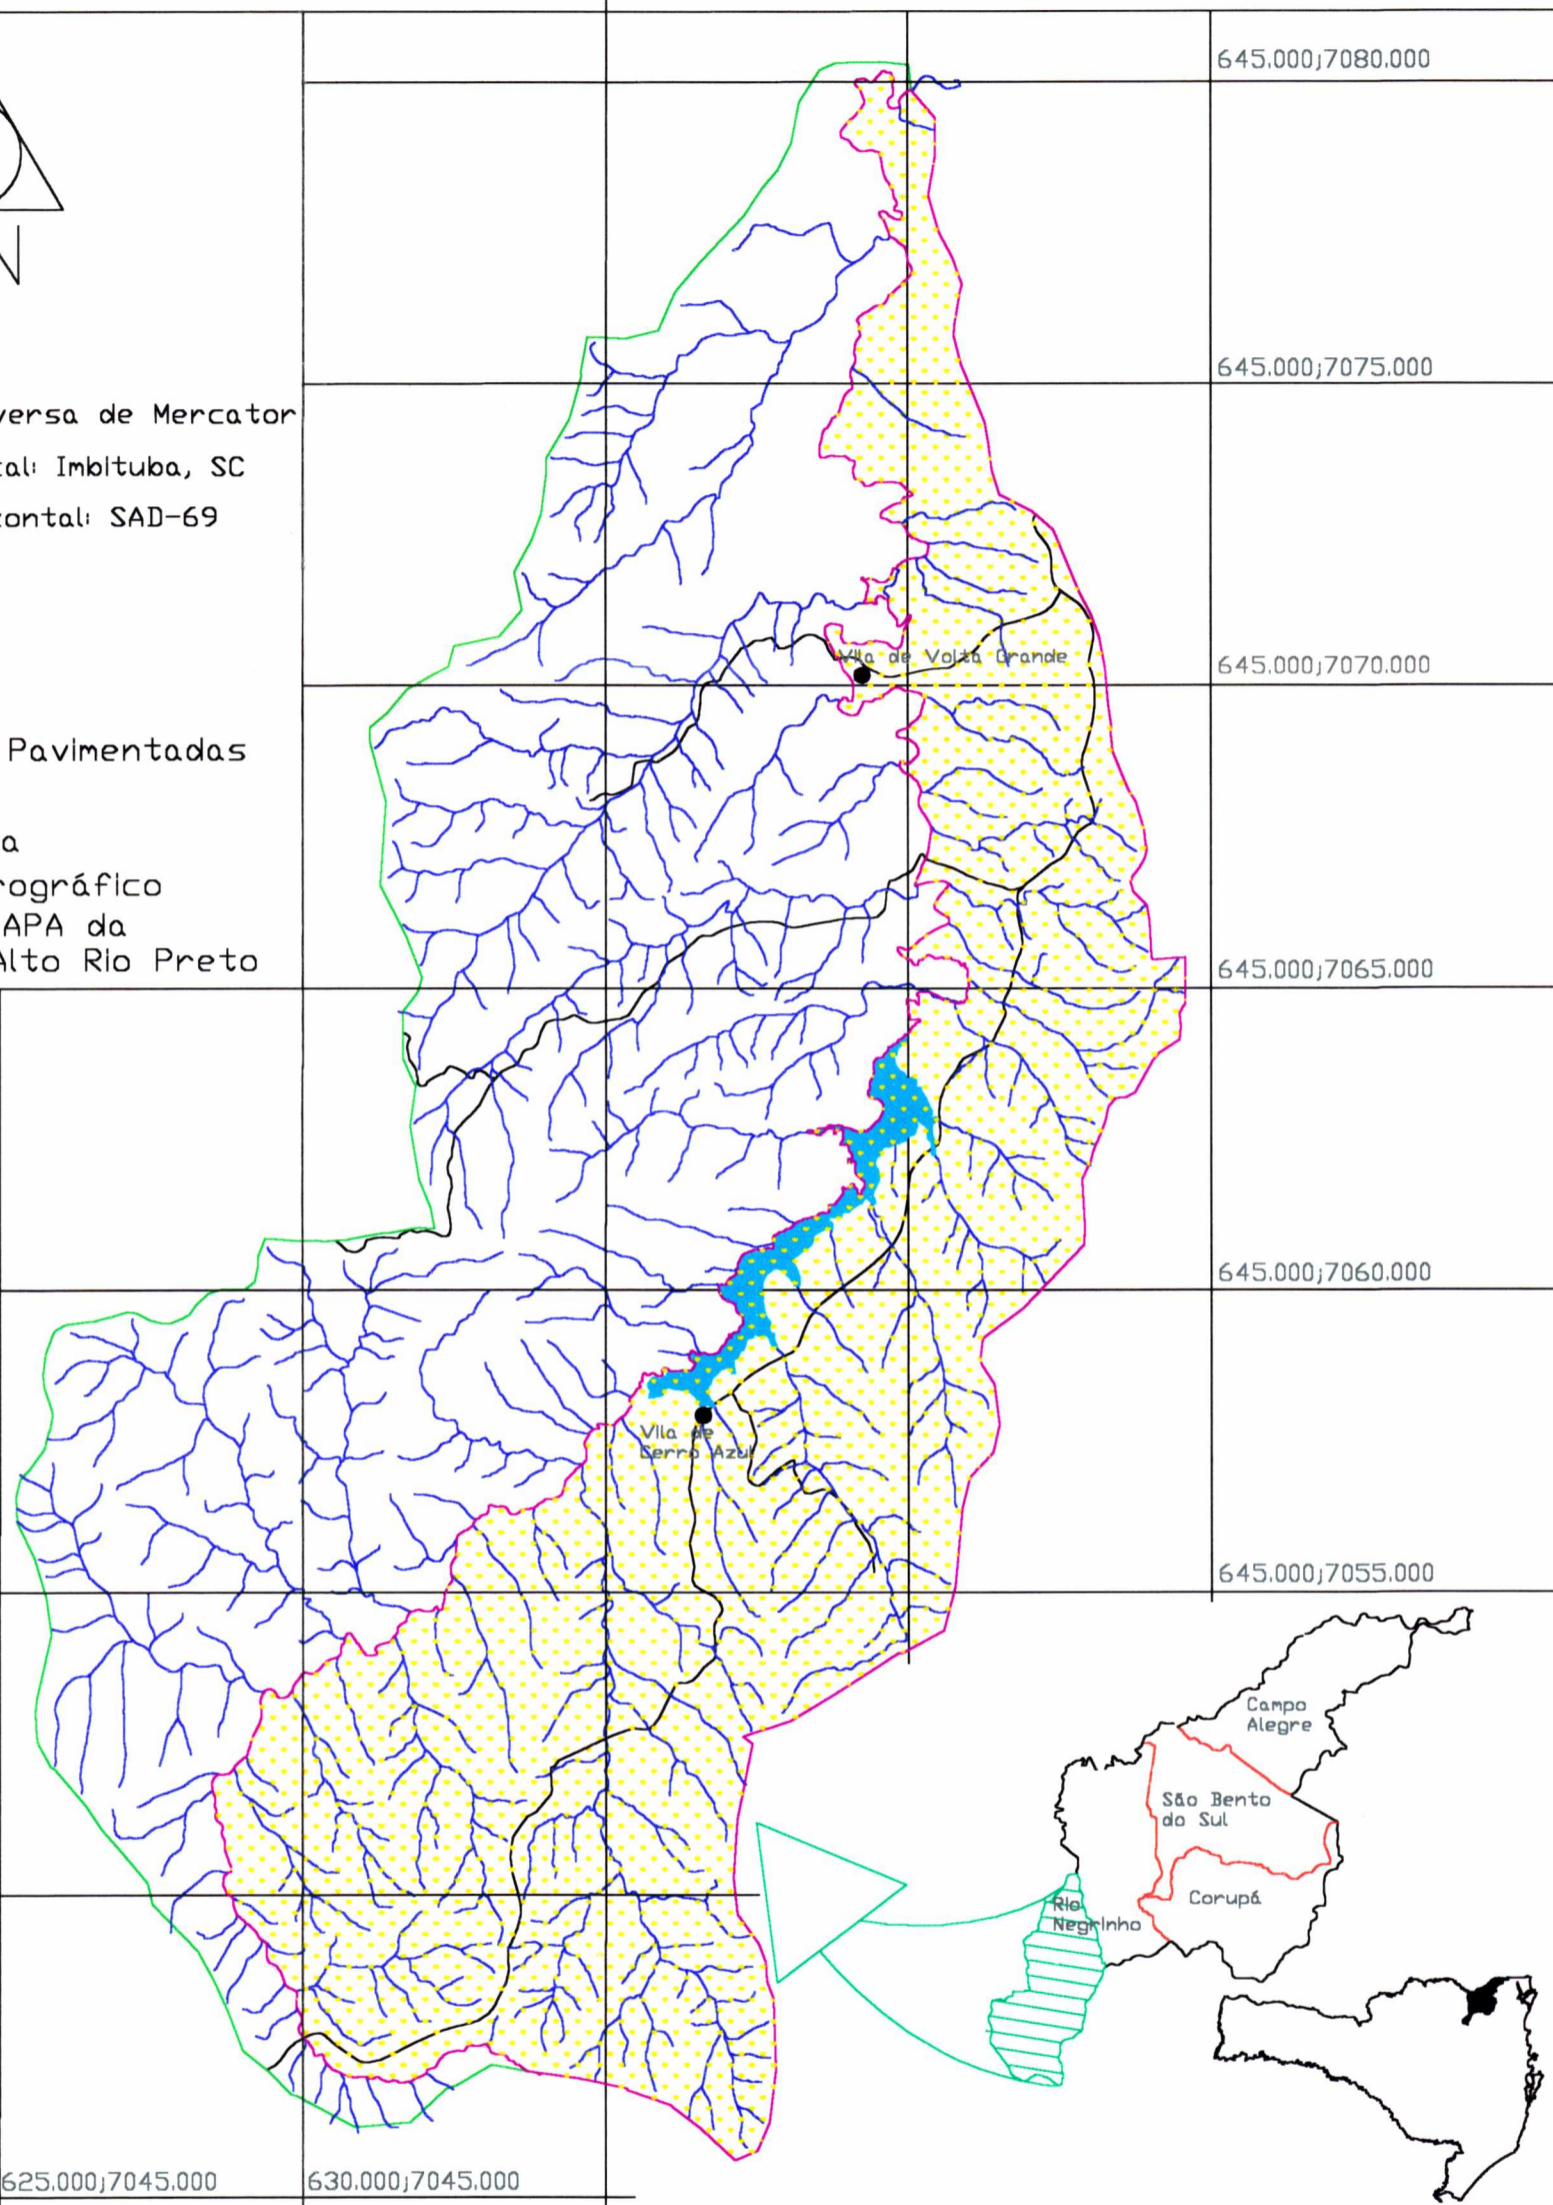 N
645.000;7080.000
645.000;7075.000
versa de Mercator
tal: Imbituba, SC
contal: SAD-69
Vila de Volta Grande
645.000;7070.000
Pavimentadas
a
rográfico
APA da
Alto Rio Preto
645.000;7065.000
645.000;7060.000
Vila de
Cerro Azul
645.000;7055.000
Campo
Alegre
São Bento
do Sul
Corupá
Rio
Negrinho
625.000;7045.000
630.000;7045.000